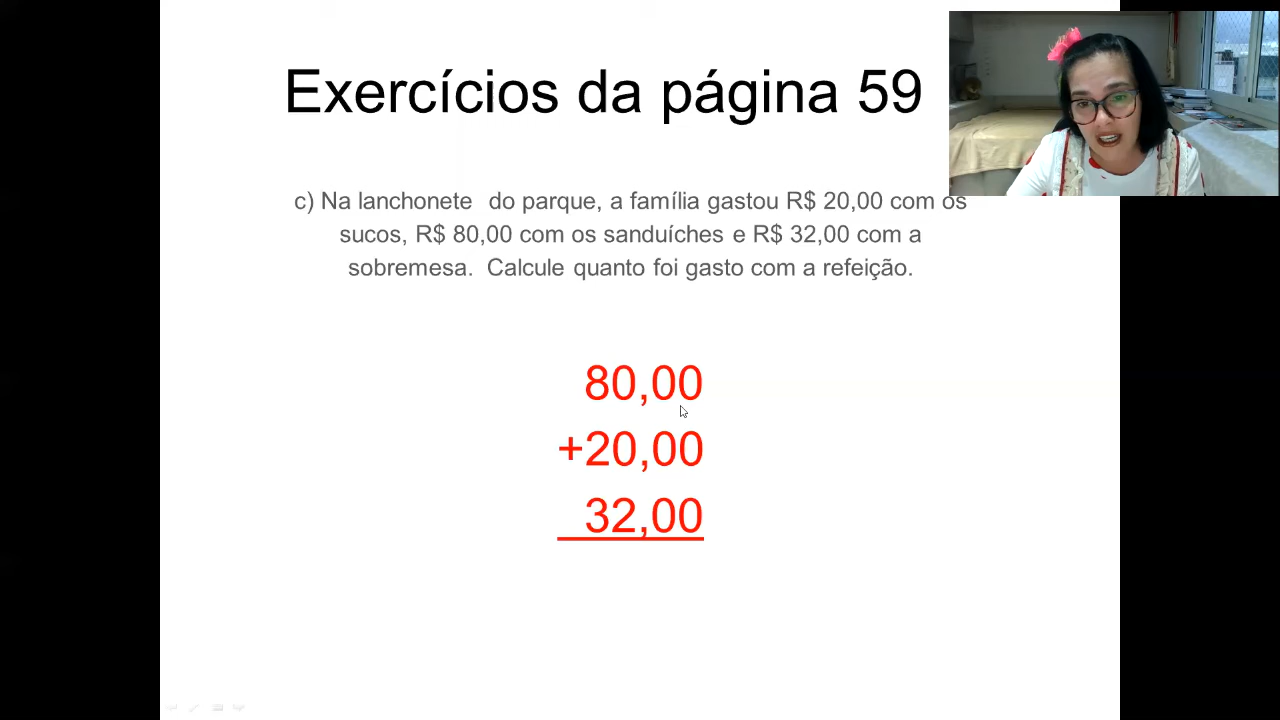 Exercícios da página 59
c) Na lanchonete do parque, a família gastou R$ 20,00 com os
sucos, R$ 80,00 com os sanduíches e R$ 32,00 com a
sobremesa. Calcule quanto foi gasto com a refeição.
80,00
+20,00
32,00